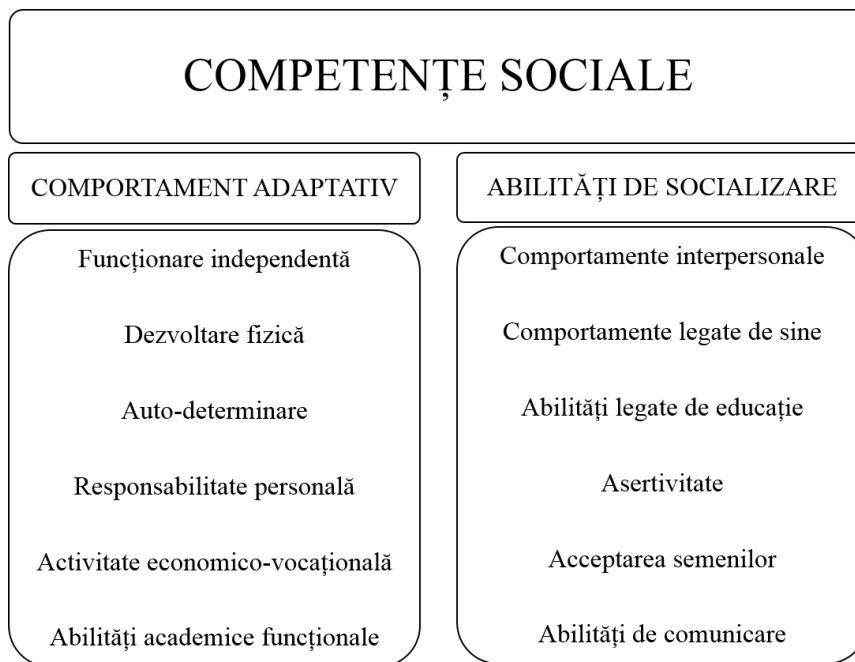 COMPETENȚE SOCIALE
COMPORTAMENT ADAPTATIV
Funcționare independentă
Dezvoltare fizică
Auto-determinare
Responsabilitate personală
Activitate economico-vocațională
Abilități academice funcționale
ABILITĂȚI DE SOCIALIZARE
Comportamente interpersonale
Comportamente legate de sine
Abilități legate de educație
Asertivitate
Acceptarea semenilor
Abilități de comunicare